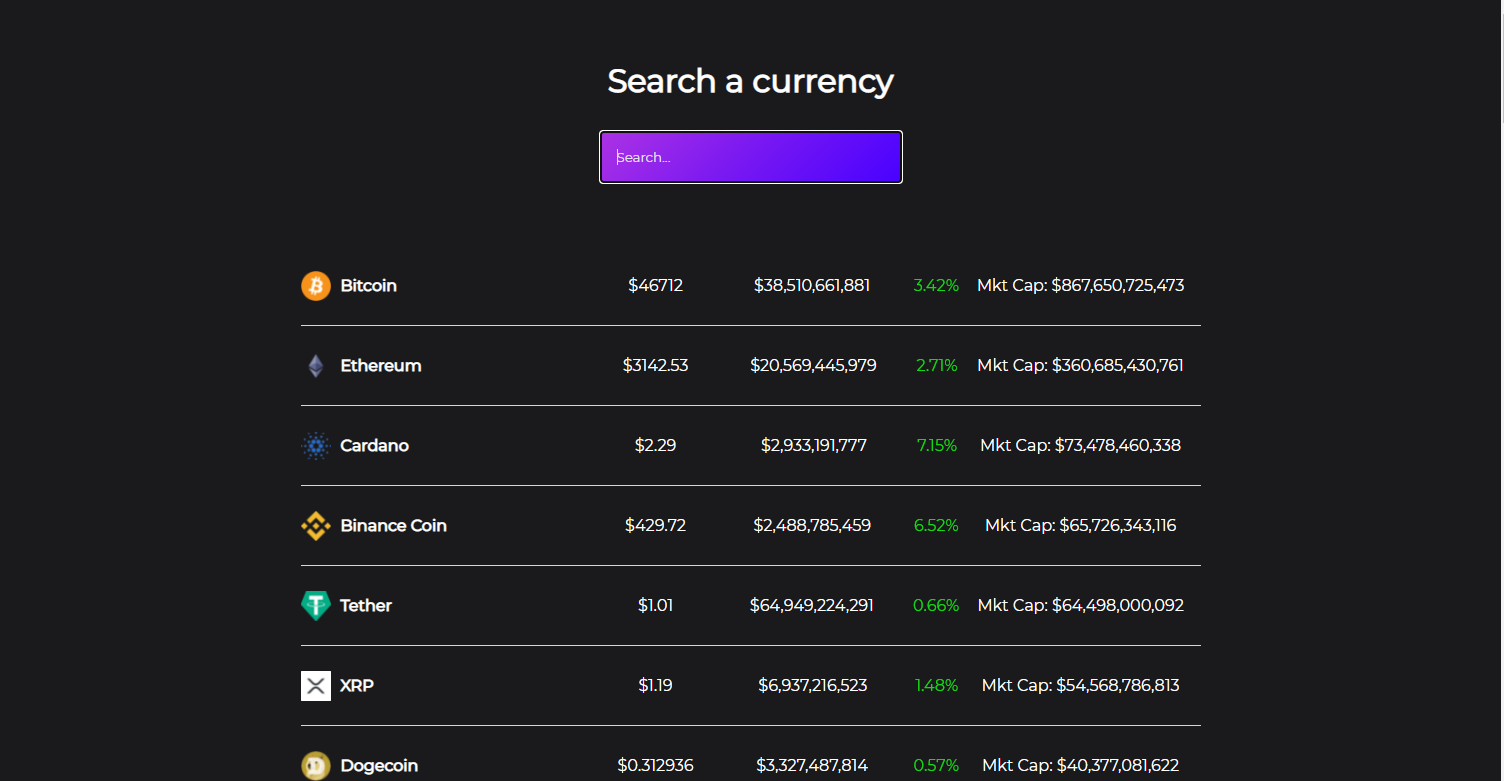 Search a currency
Search...
Bitcoin $46712 $38,510,661,881 3.42% Mkt Cap: $867,650,725,473
Ethereum $3142.53 $20,569,445,979 2.71% Mkt Cap: $360,685,430,761
Cardano $2.29 $2,933,191,777 7.15% Mkt Cap: $73,478,460,338
Binance Coin $429.72 $2,488,785,459 6.52% Mkt Cap: $65,726,343,116
Tether $1.01 $64,949,224,291 0.66% Mkt Cap: $64,498,000,092
XRP $1.19 $6,937,216,523 1.48% Mkt Cap: $54,568,786,813
Dogecoin $0.312936 $3,327,487,814 0.57% Mkt Cap: $40,377,081,622